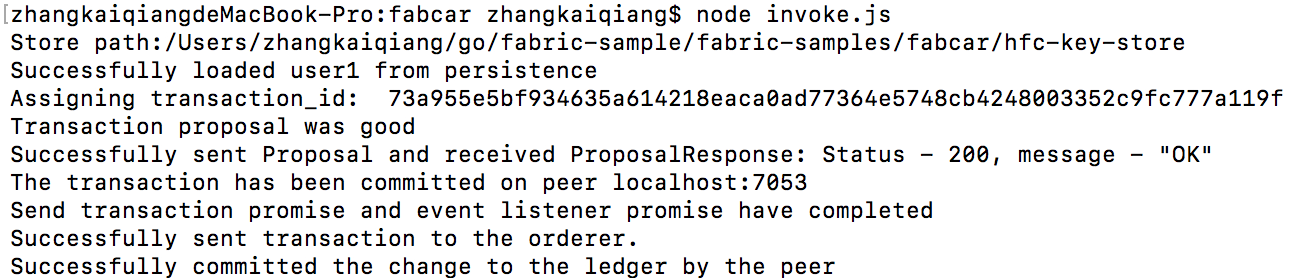 [zhangkaiqiangdeMacBook-Pro:fabcar zhangkaiqiang$ node invoke.js
Store path:/Users/zhangkaiqiang/go/fabric-sample/fabric-samples/fabcar/hfc-key-store
Successfully loaded user1 from persistence
Assigning transaction_id:  73a955e5bf934635a614218eaca0ad77364e5748cb4248003352c9fc777a119f
Transaction proposal was good
Successfully sent Proposal and received ProposalResponse: Status - 200, message - "OK"
The transaction has been committed on peer localhost:7053
Send transaction promise and event listener promise have completed
Successfully sent transaction to the orderer.
Successfully committed the change to the ledger by the peer